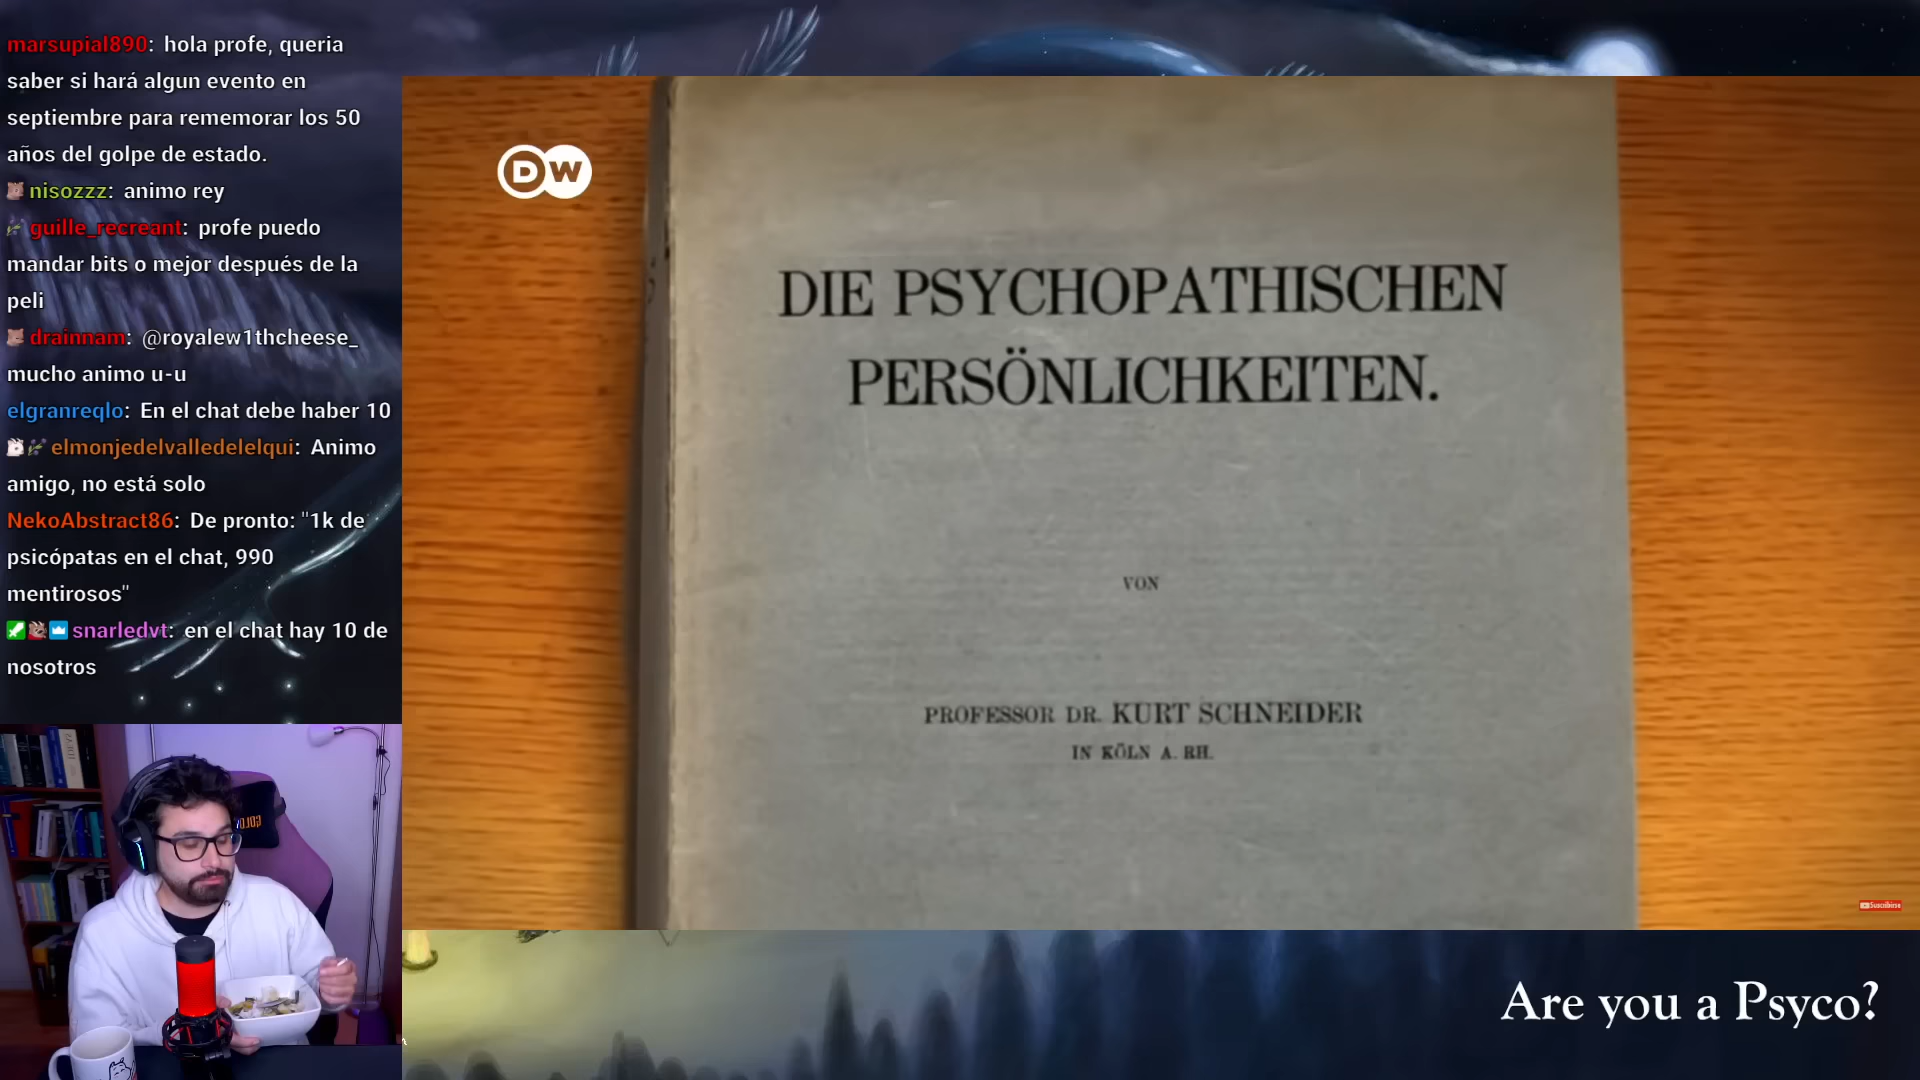 marsupial890: hola profe, queria
saber si hará algun evento en
septiembre para rememorar los 50
años del golpe de estado.
nisozzz: animo rey
guille_recreant: profe puedo
mandar bits o mejor después de la
peli
drainnam: @royalew1thcheese_
mucho animo u-u
elgranreqlo: En el chat debe haber 10
elmonjedelvalledelelqui: Animo
amigo, no está solo
NekoAbstract86: De pronto: "1k de
psicópatas en el chat, 990
mentirosos"
snarledvt: en el chat hay 10 de
nosotros
DW
DIE PSYCHOPATHISCHEN
PERSÖNLICHKEITEN.
VON
PROFESSOR DR. KURT SCHNEIDER
IN KÖLN A. RH.
Suscribirse
Are you a Psyco?